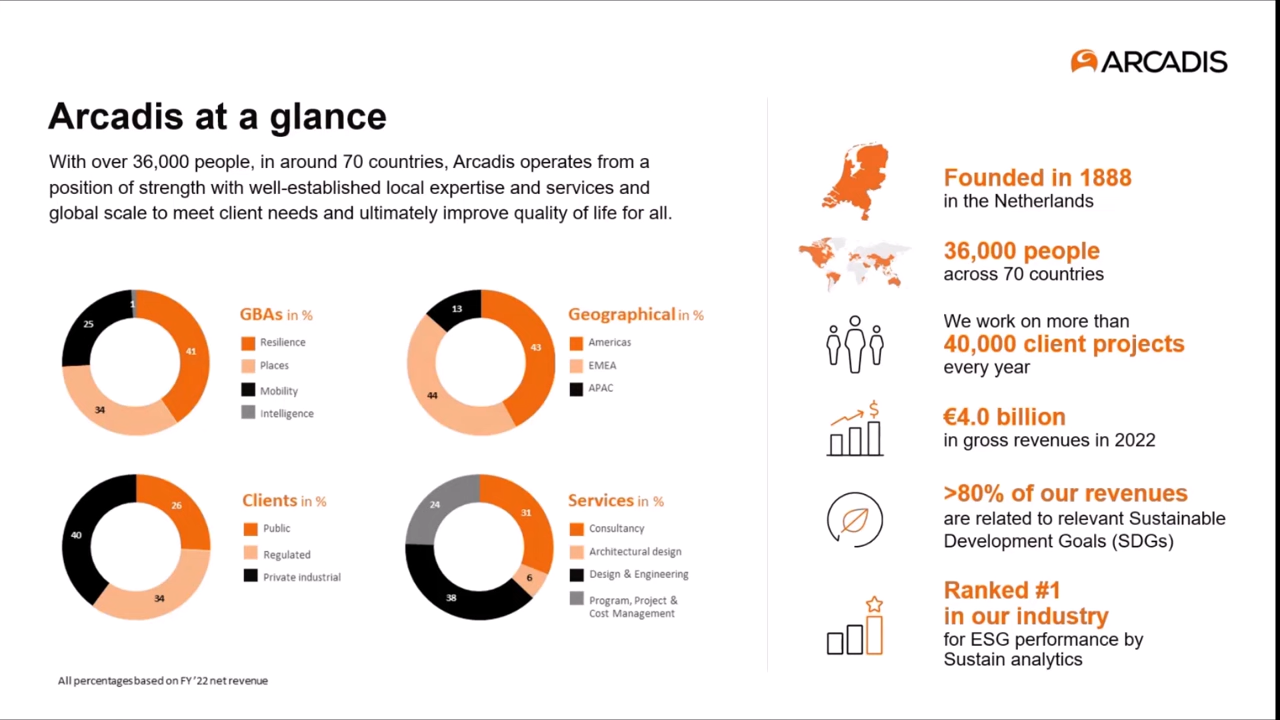 ARCADIS
Arcadis at a glance
With over 36,000 people, in around 70 countries, Arcadis operates from a
position of strength with well-established local expertise and services and
global scale to meet client needs and ultimately improve quality of life for all.
GBAs in %
Resilience
Places
Mobility
Intelligence
1
25
41
34
Geographical in %
Americas
EMEA
APAC
13
43
44
Clients in %
Public
Regulated
Private industrial
26
40
34
Services in %
Consultancy
Architectural design
Design & Engineering
Program, Project &
Cost Management
24
31
6
38
All percentages based on FY '22 net revenue
Founded in 1888
in the Netherlands
36,000 people
across 70 countries
We work on more than
40,000 client projects
every year
$
€4.0 billion
in gross revenues in 2022
>80% of our revenues
are related to relevant Sustainable
Development Goals (SDGs)
Ranked #1
in our industry
for ESG performance by
Sustain analytics